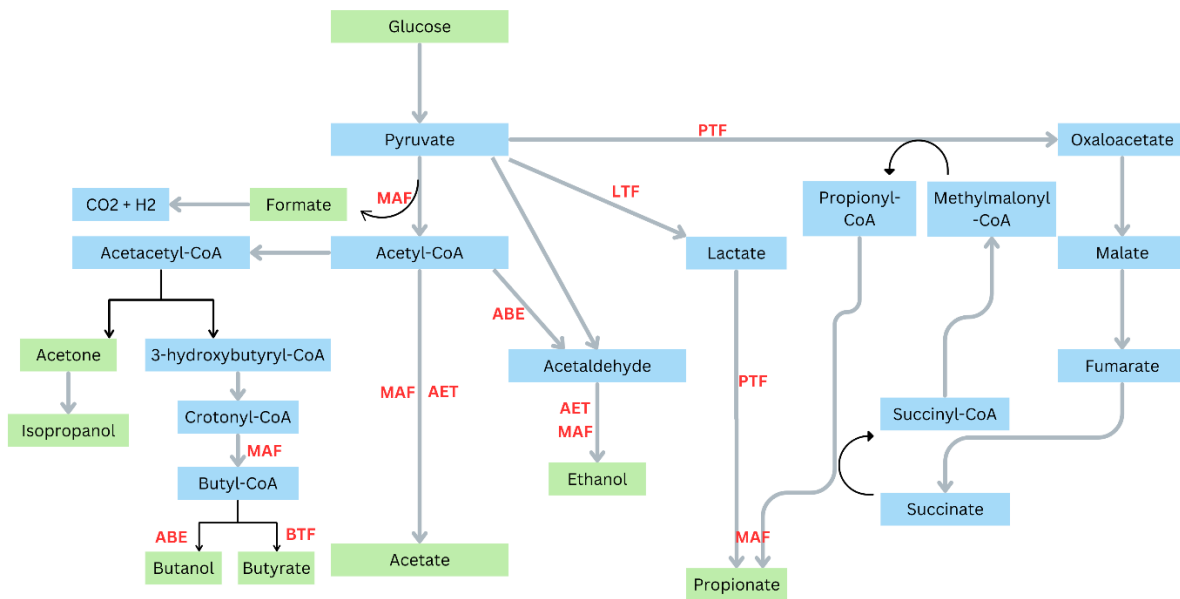 Glucose
Pyruvate
PTF
Oxaloacetate
MAF
LTF
CO2 + H2
Formate
Propionyl-
CoA
Methylmalonyl
-CoA
Acetacetyl-CoA
Acetyl-CoA
Lactate
Malate
ABE
Acetone
3-hydroxybutyryl-CoA
Acetaldehyde
Fumarate
MAF
AET
PTF
AET
MAF
Crotonyl-CoA
Succinyl-CoA
Isopropanol
MAF
Butyl-CoA
Ethanol
Succinate
ABE
BTF
MAF
Butanol
Butyrate
Acetate
Propionate